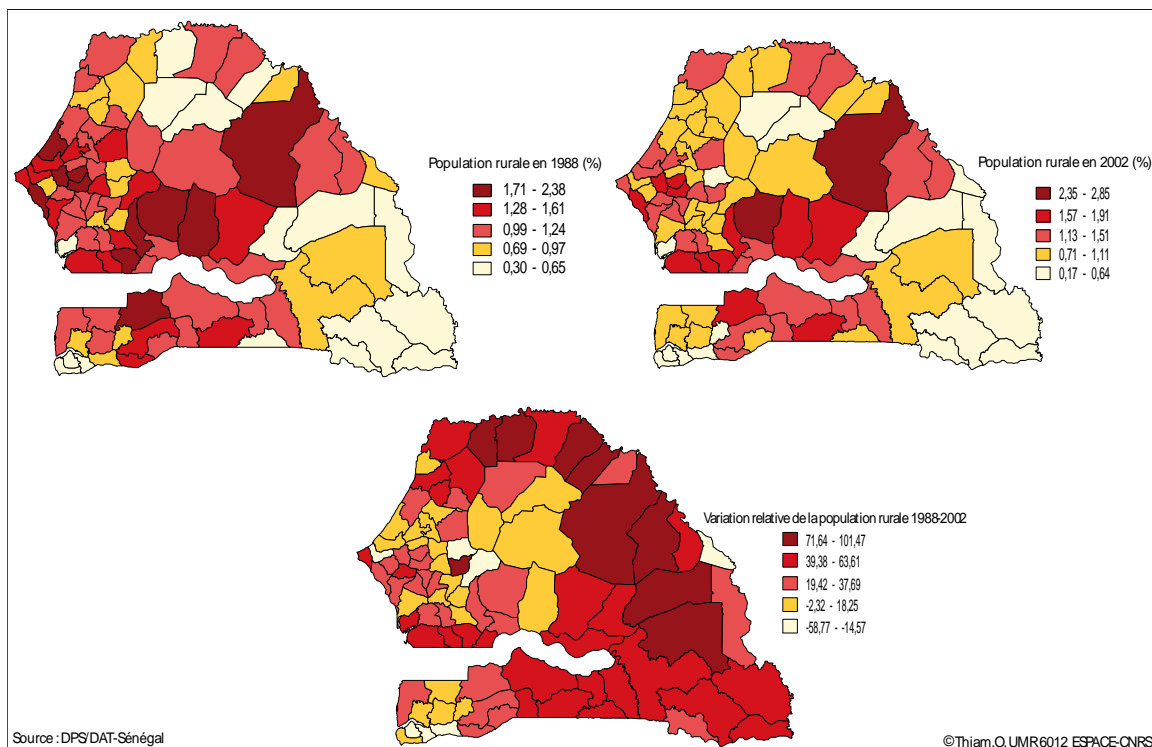 Population rurale en 1988 (%)
1,71 - 2,38
1,28 - 1,61
0,99 - 1,24
0,69 - 0,97
0,30 - 0,65
Population rurale en 2002 (%)
2,35 - 2,85
1,57 - 1,91
1,13 - 1,51
0,71 - 1,11
0,17 - 0,64
Variation relative de la population rurale 1988-2002
71,64 - 101,47
39,38 - 63,61
19,42 - 37,69
-2,32 - 18,25
-58,77 - -14,57
Source : DPS/DAT-Sénégal
©Thiam.O. UMR 6012 ESPACE-CNRS